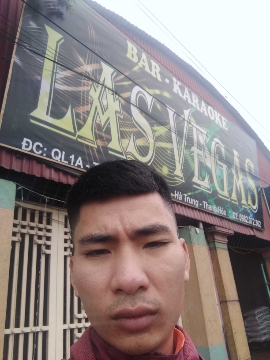 BAR - KARAOKE
LAS VEGAS
ĐC: QL1A - Hà Trung - Thanh Hóa